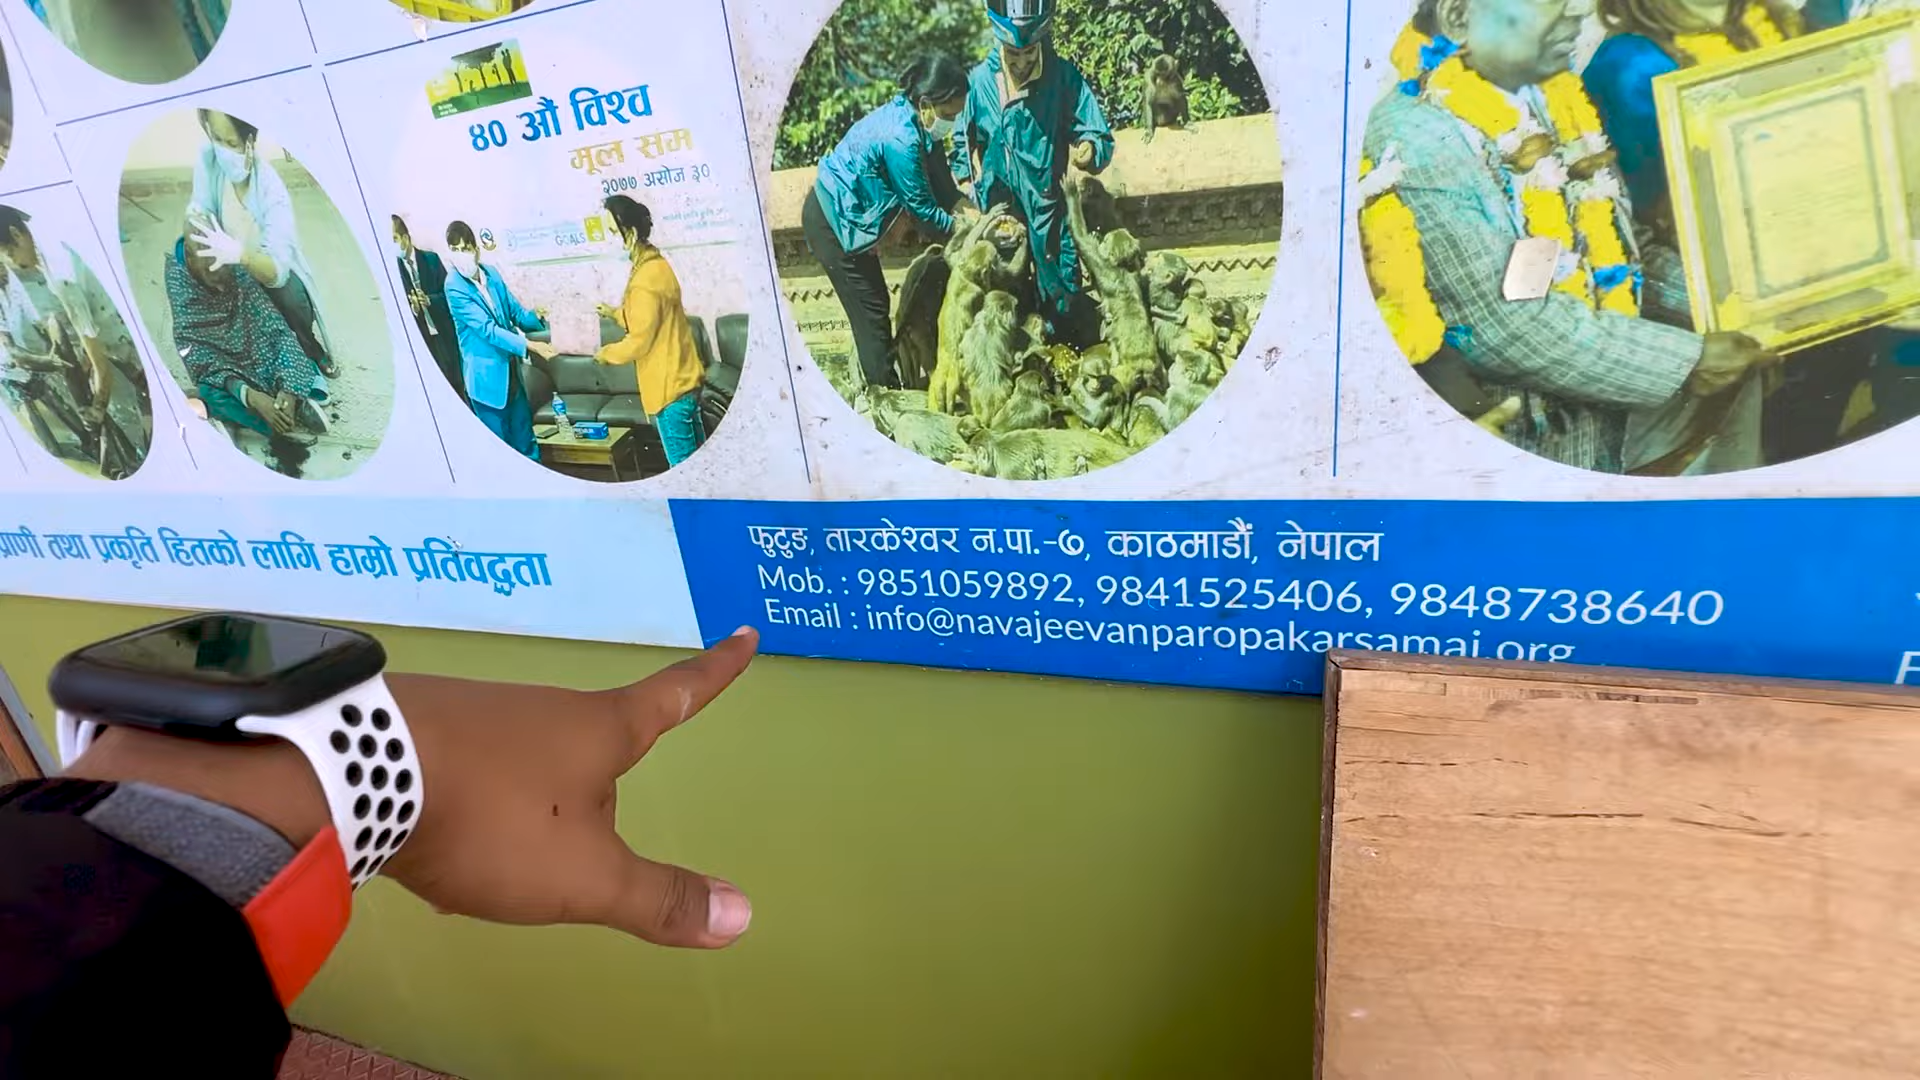 ४० औं विश्व
मूल सम
२०७७ असोज ३०
GOALS
प्राणी तथा प्रकृति हितको लागि हाम्रो प्रतिवद्धता
फुटुङ, तारकेश्वर न.पा.-७, काठमाडौं, नेपाल
Mob. : 9851059892, 9841525406, 9848738640
Email : info@navajeevanparopakarsamaj.org